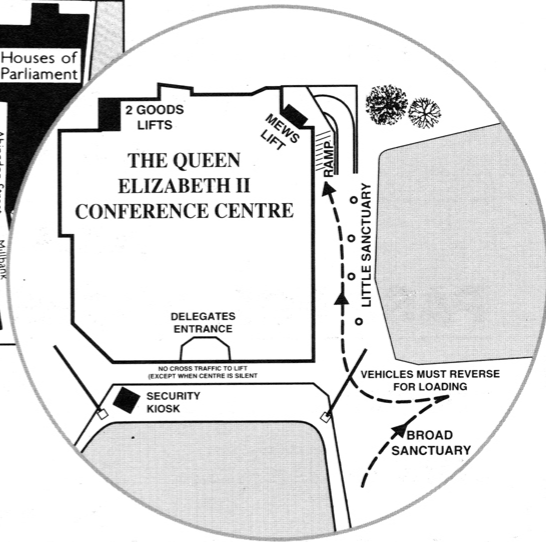 Houses of
Parliament
Millbank
2 GOODS
LIFTS
MEWS
LIFT
THE QUEEN
ELIZABETH II
CONFERENCE CENTRE
RAMP
LITTLE SANCTUARY
DELEGATES
ENTRANCE
NO CROSS TRAFFIC TO LIFT
(EXCEPT WHEN CENTRE IS SILENT
SECURITY
KIOSK
VEHICLES MUST REVERSE
FOR LOADING
BROAD
SANCTUARY